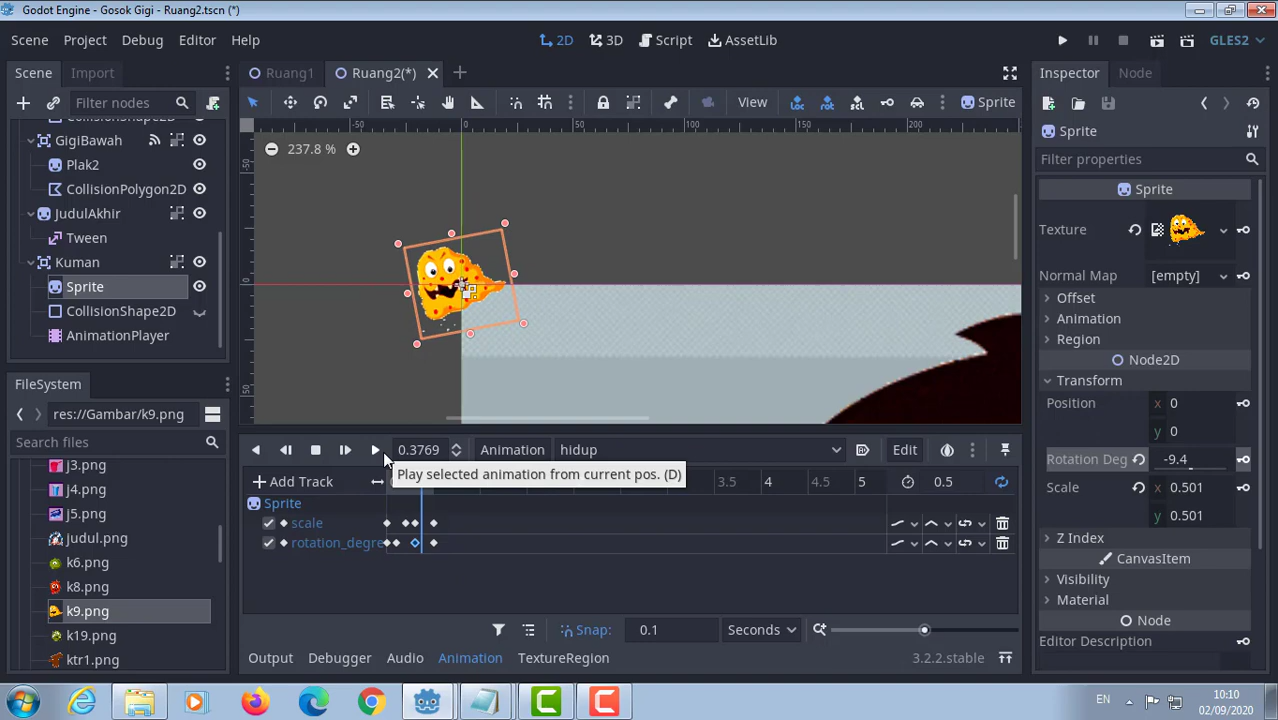 Godot Engine - Gosok Gigi - Ruang2.tscn (*)
Scene Project Debug Editor Help 2D 3D Script AssetLib GLES2
Scene Import Ruang1 Ruang2(*) Inspector Node
Filter nodes View Sprite
CollisionShape2D
GigiBawah
Plak2
CollisionPolygon2D
JudulAkhir
Tween
Kuman
Sprite
CollisionShape2D
AnimationPlayer
-50 0 50 100 150 200
237.8 %
Sprite
Filter properties
Sprite
Texture
Normal Map [empty]
Offset
Animation
Region
Node2D
Transform
Position x 0
y 0
Rotation Deg -9.4
Scale x 0.501
y 0.501
Z Index
CanvasItem
Visibility
Material
Node
Editor Description
FileSystem
res://Gambar/k9.png
Search files
j3.png
j4.png
j5.png
judul.png
k6.png
k8.png
k9.png
k19.png
ktr1.png
0.3769 Animation hidup Edit
Play selected animation from current pos. (D)
Add Track 3.5 4 4.5 5 0.5
Sprite
scale
rotation_degre
Snap: 0.1 Seconds
Output Debugger Audio Animation TextureRegion 3.2.2.stable
EN 10:10
02/09/2020